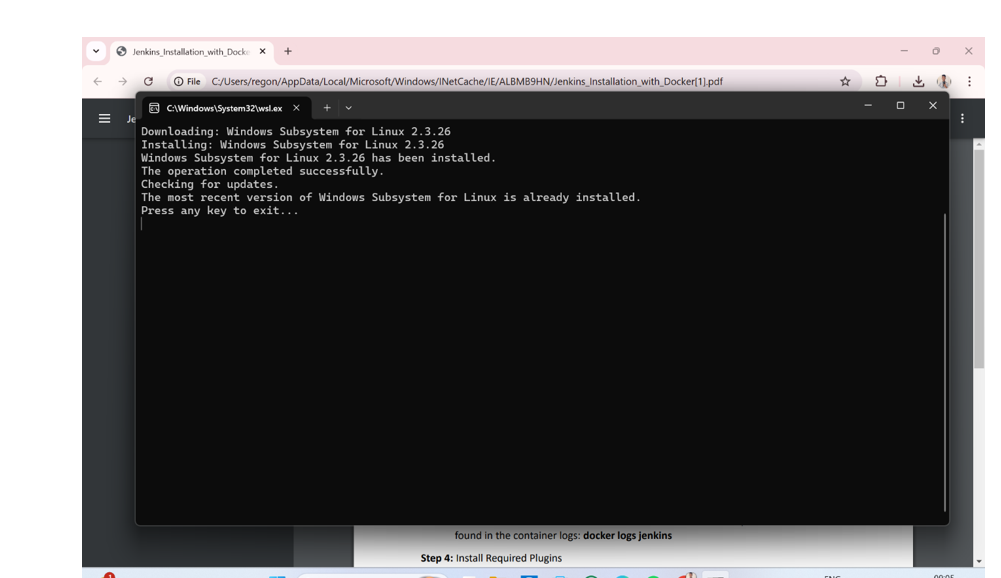 Jenkins_Installation_with_Docke
File C:/Users/regon/AppData/Local/Microsoft/Windows/INetCache/IE/ALBMB9HN/Jenkins_Installation_with_Docker[1].pdf
Je
C:\Windows\System32\wsl.ex
Downloading: Windows Subsystem for Linux 2.3.26
Installing: Windows Subsystem for Linux 2.3.26
Windows Subsystem for Linux 2.3.26 has been installed.
The operation completed successfully.
Checking for updates.
The most recent version of Windows Subsystem for Linux is already installed.
Press any key to exit...
found in the container logs: docker logs jenkins
Step 4: Install Required Plugins